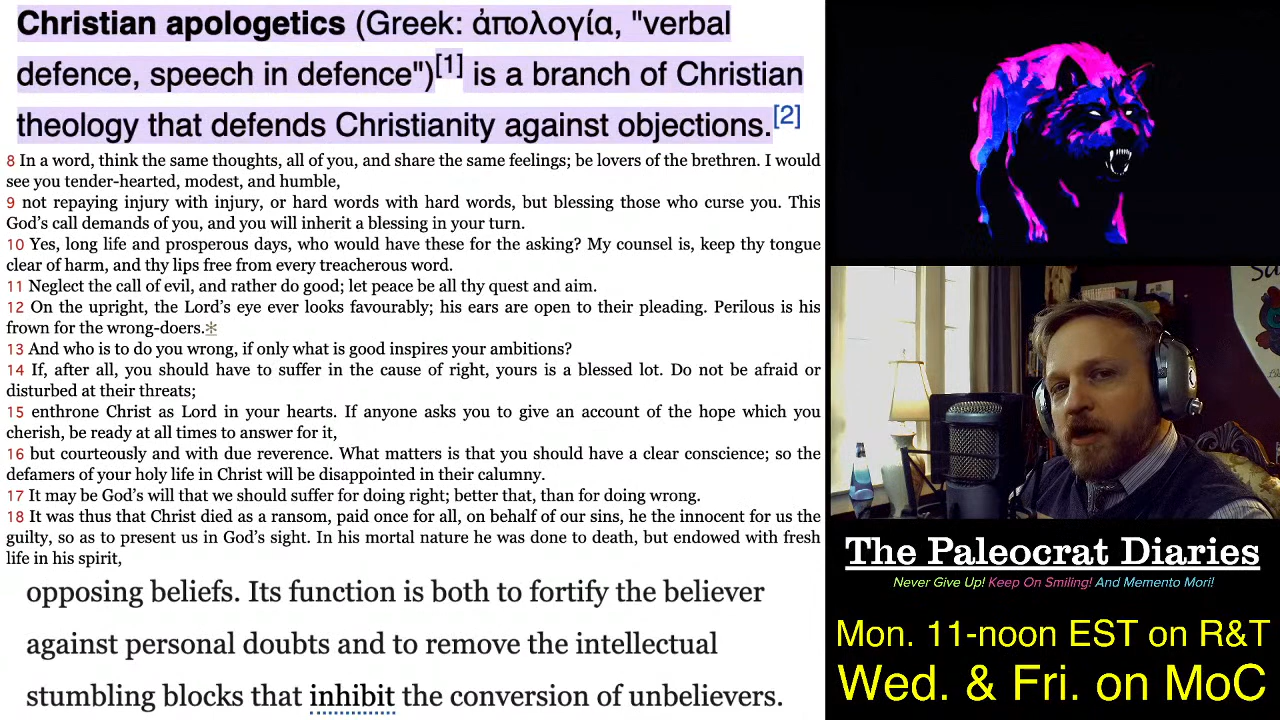 Christian apologetics (Greek: ἀπολογία, "verbal
defence, speech in defence")[1] is a branch of Christian
theology that defends Christianity against objections.[2]
8 In a word, think the same thoughts, all of you, and share the same feelings; be lovers of the brethren. I would
see you tender-hearted, modest, and humble,
9 not repaying injury with injury, or hard words with hard words, but blessing those who curse you. This
God’s call demands of you, and you will inherit a blessing in your turn.
10 Yes, long life and prosperous days, who would have these for the asking? My counsel is, keep thy tongue
clear of harm, and thy lips free from every treacherous word.
11 Neglect the call of evil, and rather do good; let peace be all thy quest and aim.
12 On the upright, the Lord’s eye ever looks favourably; his ears are open to their pleading. Perilous is his
frown for the wrong-doers.*
13 And who is to do you wrong, if only what is good inspires your ambitions?
14 If, after all, you should have to suffer in the cause of right, yours is a blessed lot. Do not be afraid or
disturbed at their threats;
15 enthrone Christ as Lord in your hearts. If anyone asks you to give an account of the hope which you
cherish, be ready at all times to answer for it,
16 but courteously and with due reverence. What matters is that you should have a clear conscience; so the
defamers of your holy life in Christ will be disappointed in their calumny.
17 It may be God’s will that we should suffer for doing right; better that, than for doing wrong.
18 It was thus that Christ died as a ransom, paid once for all, on behalf of our sins, he the innocent for us the
guilty, so as to present us in God’s sight. In his mortal nature he was done to death, but endowed with fresh
life in his spirit,
opposing beliefs. Its function is both to fortify the believer
against personal doubts and to remove the intellectual
stumbling blocks that inhibit the conversion of unbelievers.
The Paleocrat Diaries
Never Give Up! Keep On Smiling! And Memento Mori!
Mon. 11-noon EST on R&T
Wed. & Fri. on MoC